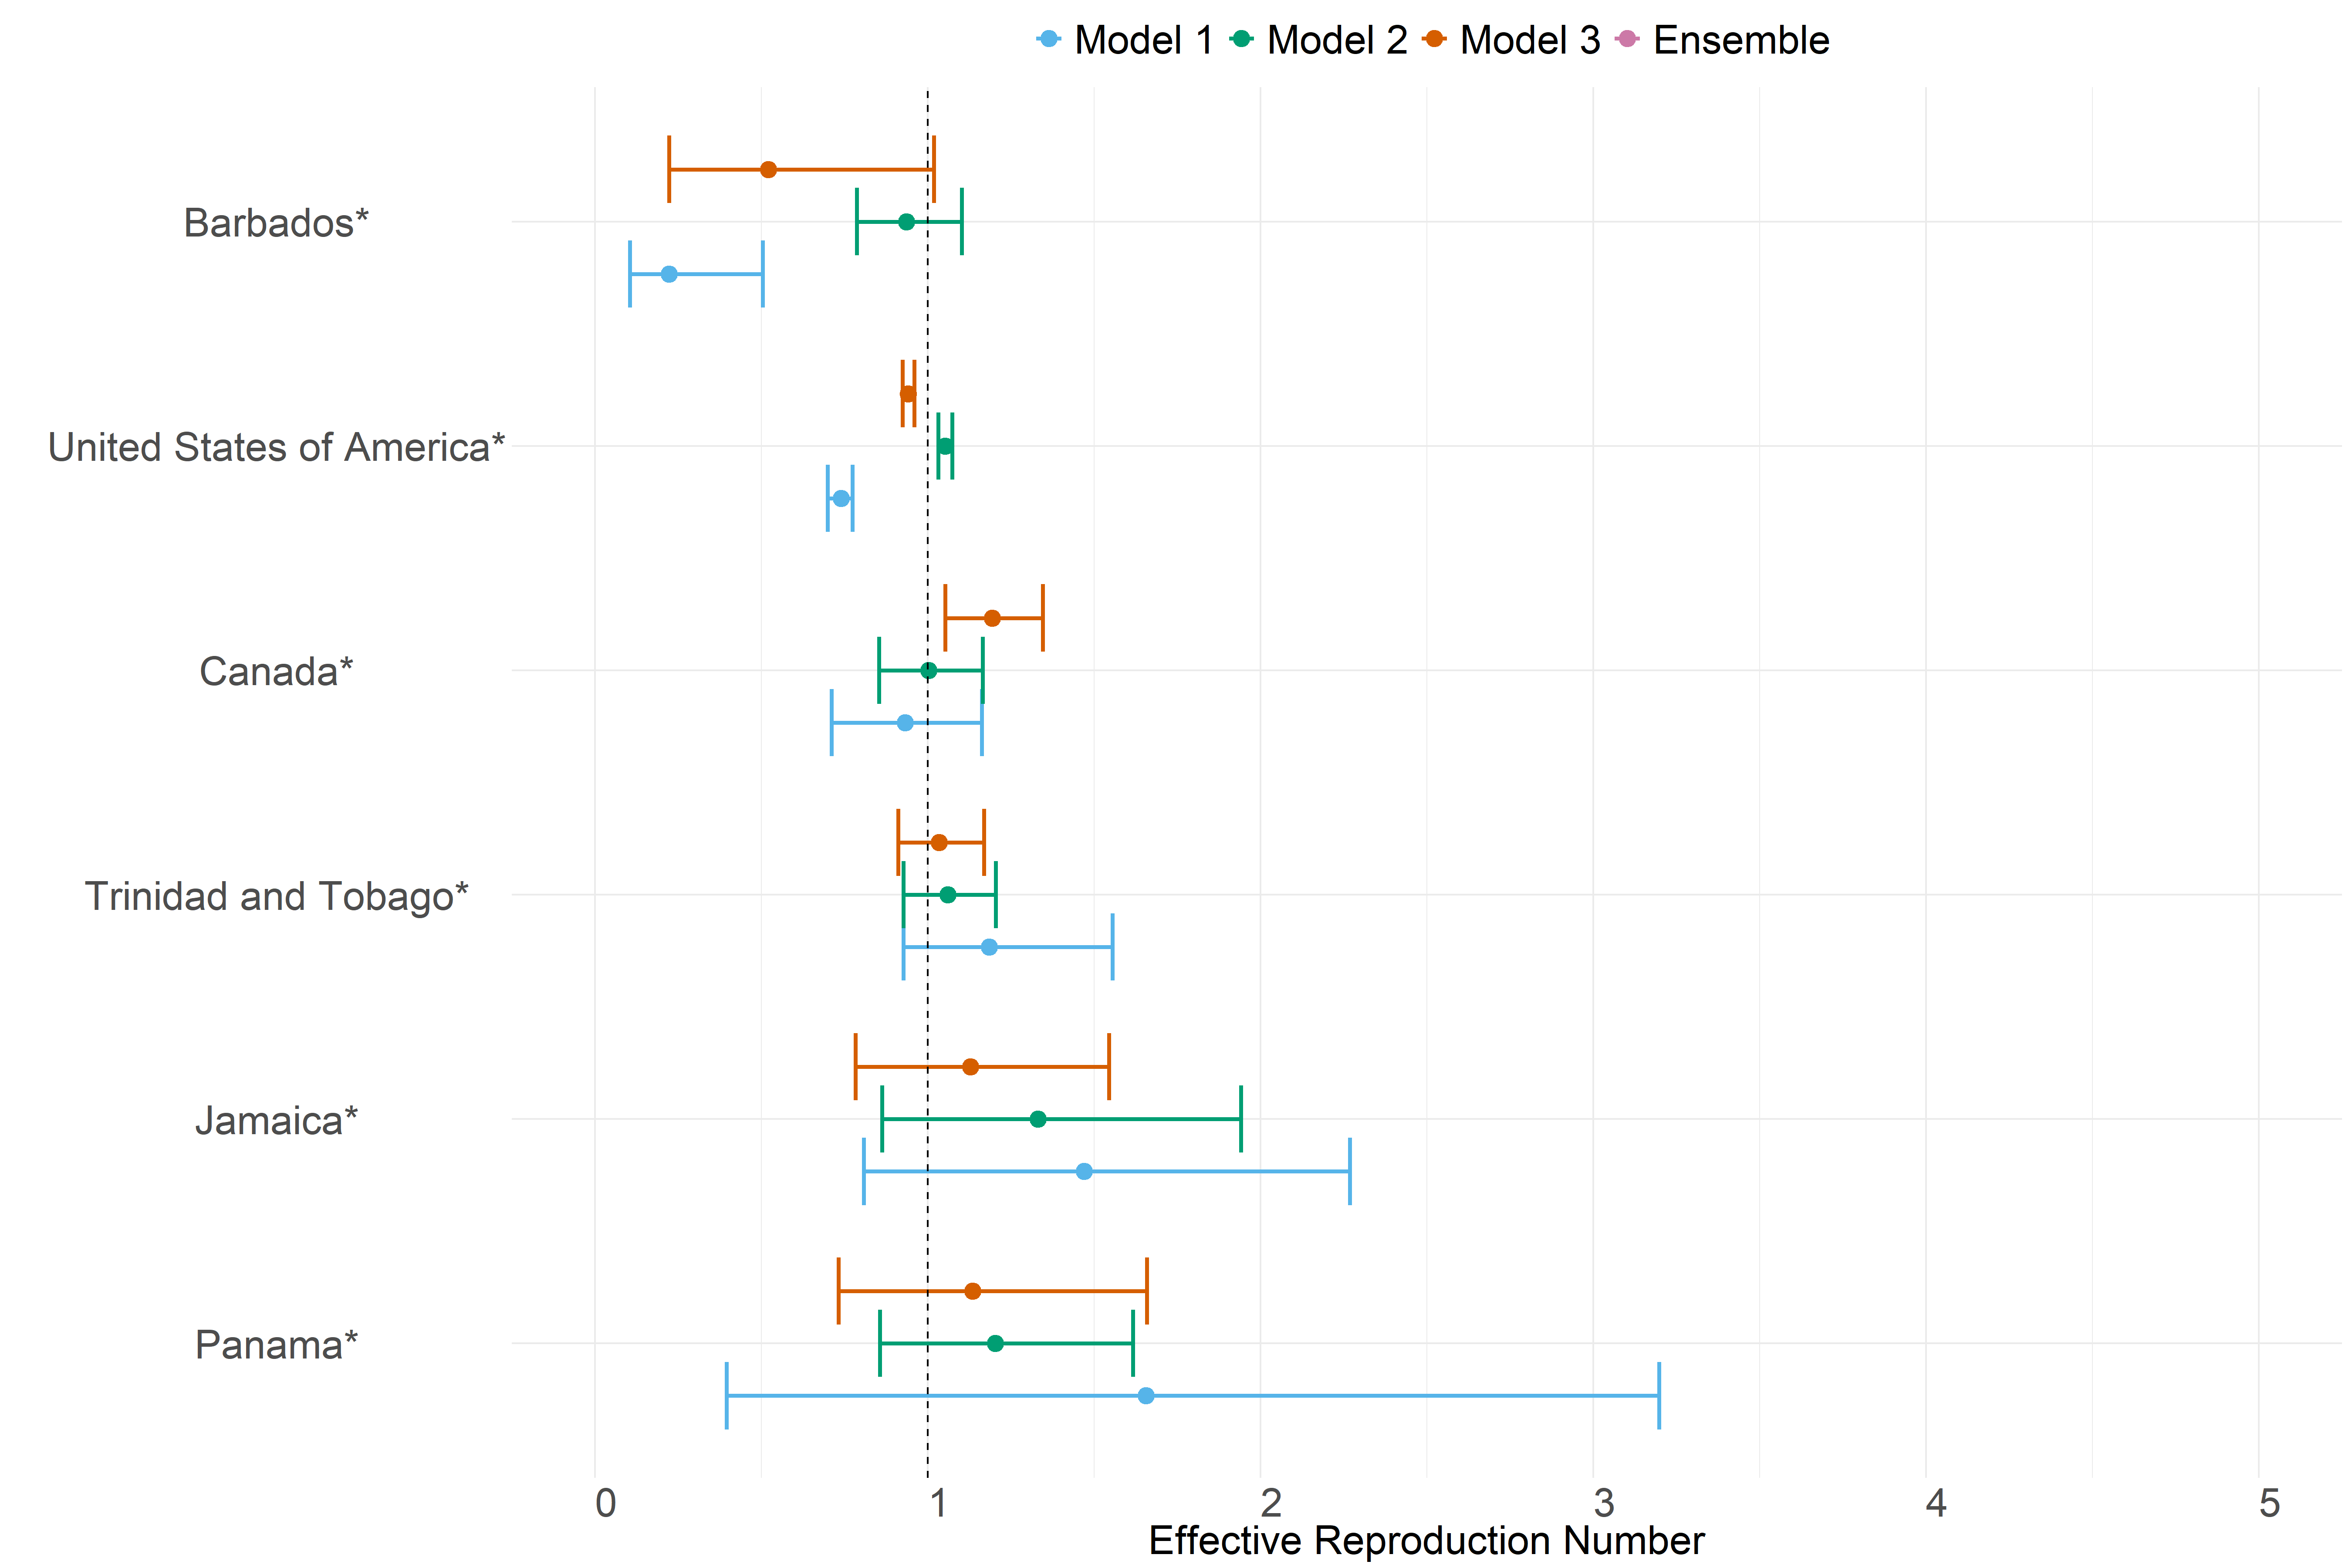 Model 1 Model 2 Model 3 Ensemble
Barbados*
United States of America*
Canada*
Trinidad and Tobago*
Jamaica*
Panama*
0 1 2 3 4 5
Effective Reproduction Number